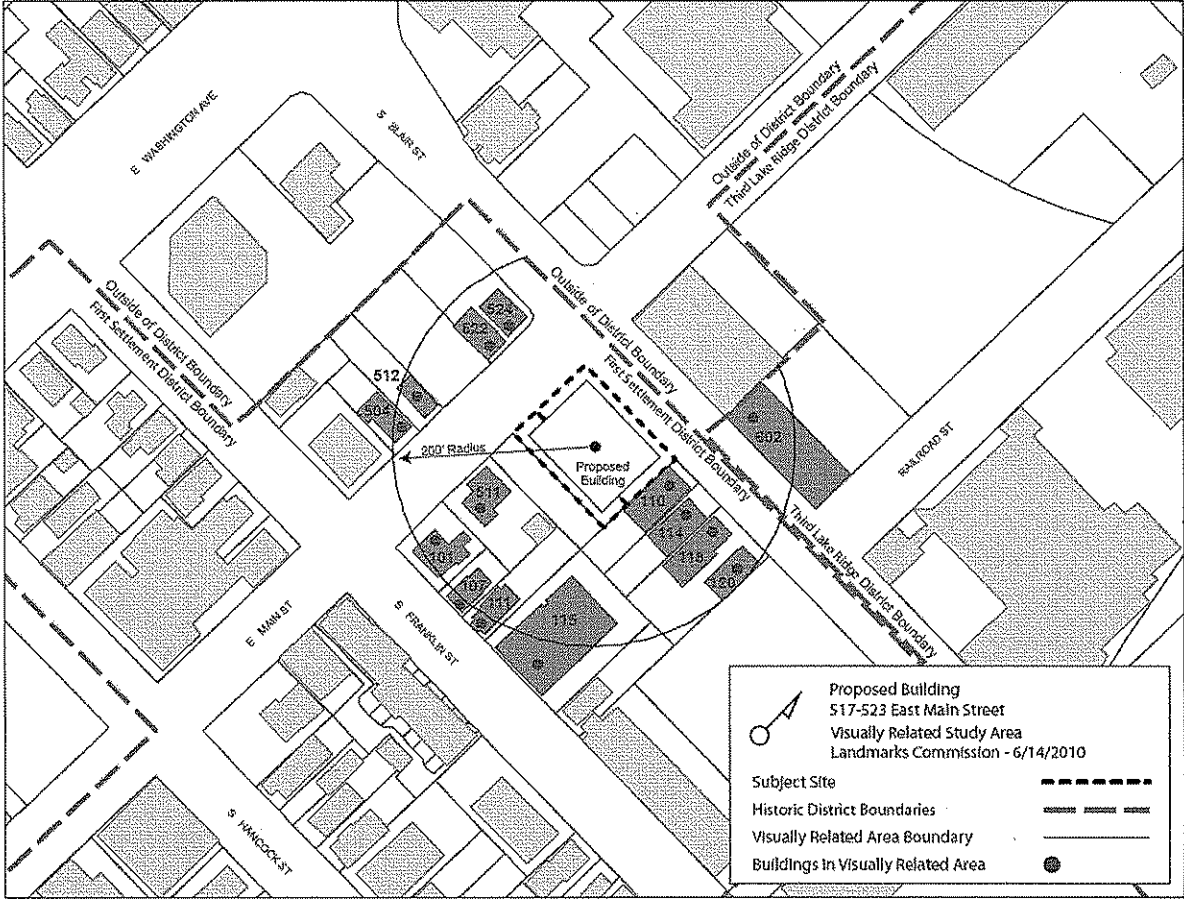 E WASHINGTON AVE
S BLAIR ST
Outside of District Boundary
Third Lake Ridge District Boundary
Outside of District Boundary
First Settlement District Boundary
Outside of District Boundary
First Settlement District Boundary
524
522
512
504
602
RAILROAD ST
200' Radius
Proposed
Building
511
110
114
118
120
101
107
111
115
Third Lake Ridge District Boundary
E MAIN ST
S FRANKLIN ST
S HANCOCK ST
Proposed Building
517-523 East Main Street
Visually Related Study Area
Landmarks Commission - 6/14/2010
Subject Site
Historic District Boundaries
Visually Related Area Boundary
Buildings in Visually Related Area